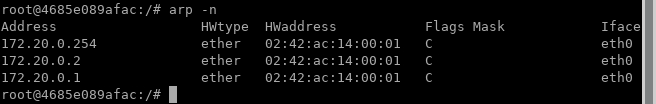 root@4685e089afac:/# arp -n
Address                  HWtype  HWaddress           Flags Mask            Iface
172.20.0.254             ether   02:42:ac:14:00:01   C                     eth0
172.20.0.2               ether   02:42:ac:14:00:01   C                     eth0
172.20.0.1               ether   02:42:ac:14:00:01   C                     eth0
root@4685e089afac:/#